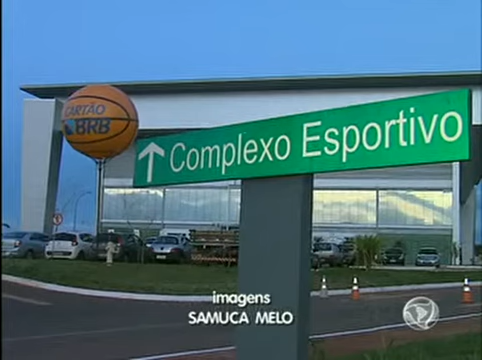 CARTÃO
BRB
Complexo Esportivo
imagens
SAMUCA MELO